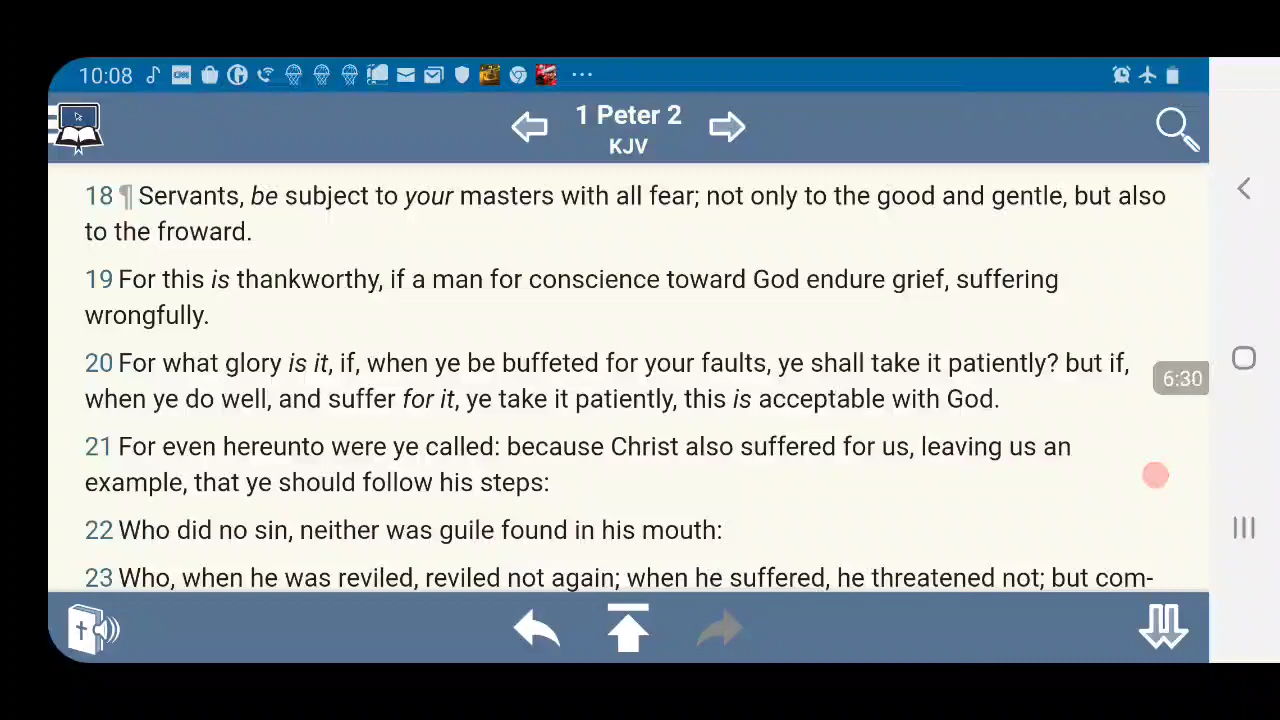 10:08
1 Peter 2
KJV
18 ¶ Servants, be subject to your masters with all fear; not only to the good and gentle, but also
to the froward.
19 For this is thankworthy, if a man for conscience toward God endure grief, suffering
wrongfully.
20 For what glory is it, if, when ye be buffeted for your faults, ye shall take it patiently? but if,
when ye do well, and suffer for it, ye take it patiently, this is acceptable with God.
6:30
21 For even hereunto were ye called: because Christ also suffered for us, leaving us an
example, that ye should follow his steps:
22 Who did no sin, neither was guile found in his mouth:
23 Who, when he was reviled, reviled not again; when he suffered, he threatened not; but com-